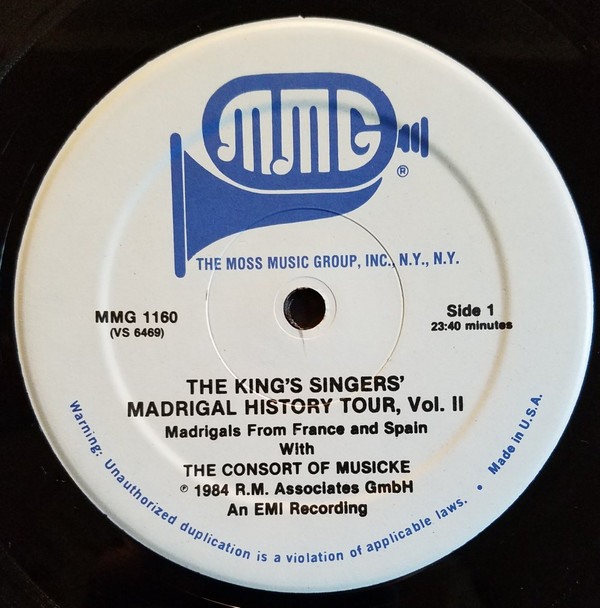 MMG
®
THE MOSS MUSIC GROUP, INC., N.Y., N.Y.
MMG 1160
(VS 6469)
Side 1
23:40 minutes
THE KING'S SINGERS'
MADRIGAL HISTORY TOUR, Vol. II
Madrigals From France and Spain
With
THE CONSORT OF MUSICKE
℗ 1984 R.M. Associates GmbH
An EMI Recording
Warning: Unauthorized duplication is a violation of applicable laws. • Made in U.S.A.